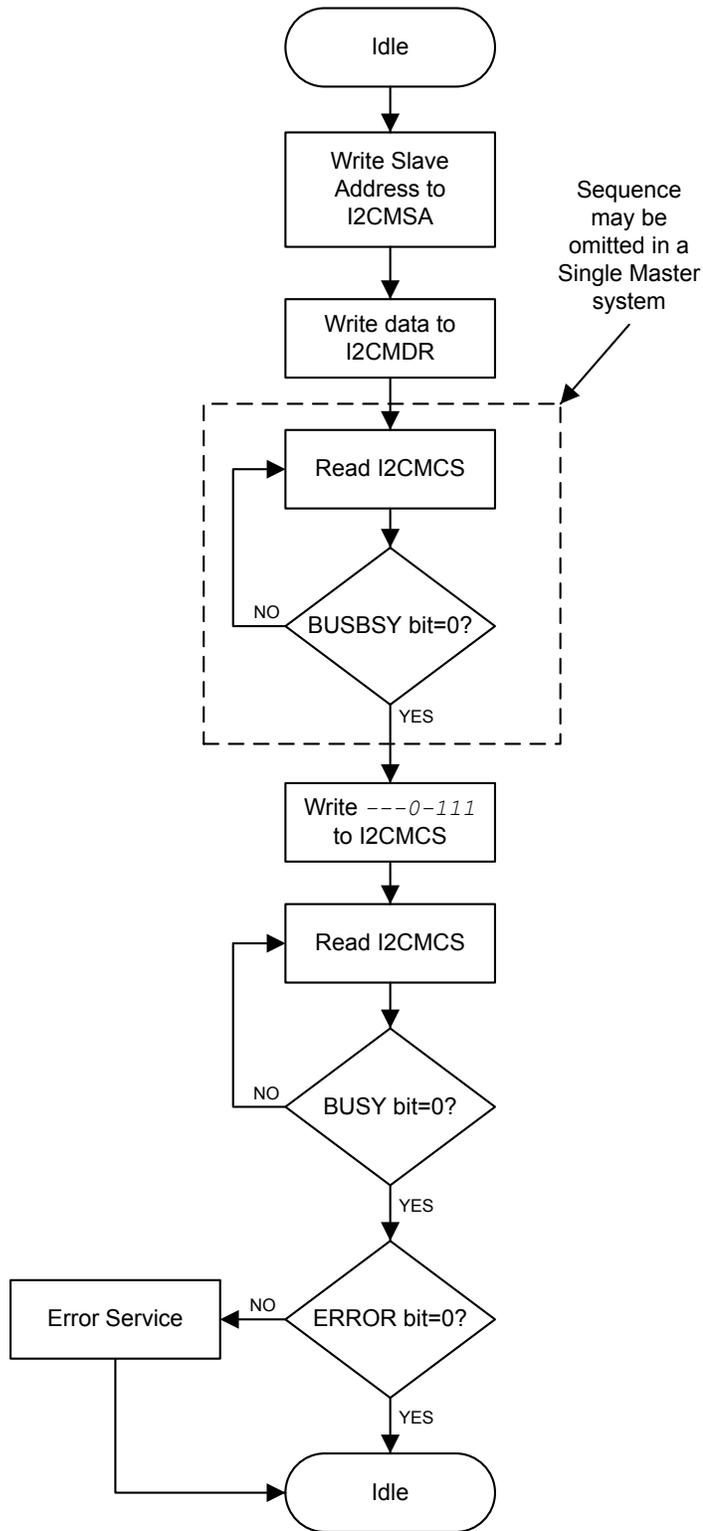 Idle
Write Slave
Address to
I2CMSA
Sequence
may be
omitted in a
Single Master
system
Write data to
I2CMDR
Read I2CMCS
BUSBSY bit=0?
NO
YES
Write ---0-111
to I2CMCS
Read I2CMCS
BUSY bit=0?
NO
YES
ERROR bit=0?
NO
Error Service
YES
Idle